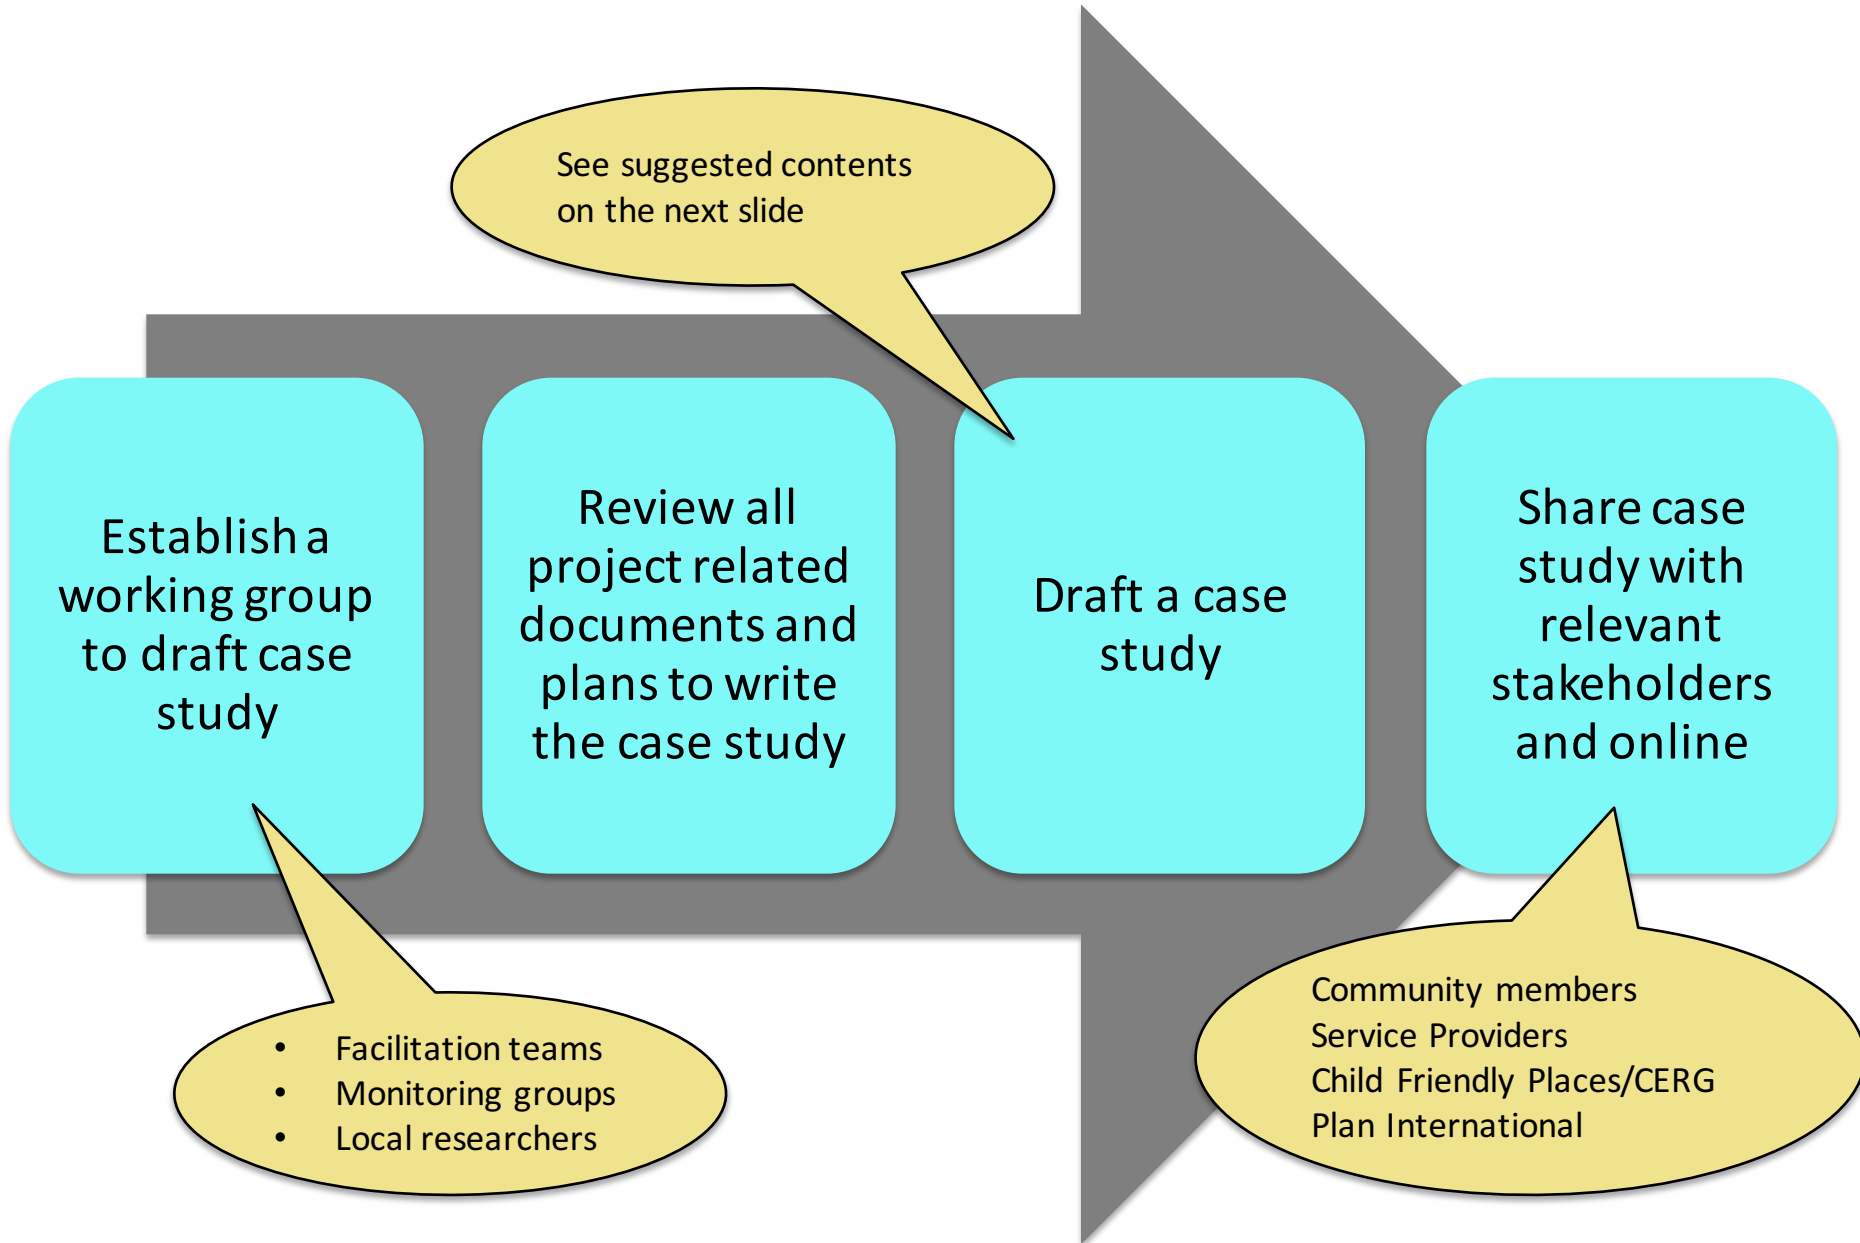 See suggested contents
on the next slide
Establish a
working group
to draft case
study
Review all
project related
documents and
plans to write
the case study
Draft a case
study
Share case
study with
relevant
stakeholders
and online
• Facilitation teams
• Monitoring groups
• Local researchers
Community members
Service Providers
Child Friendly Places/CERG
Plan International